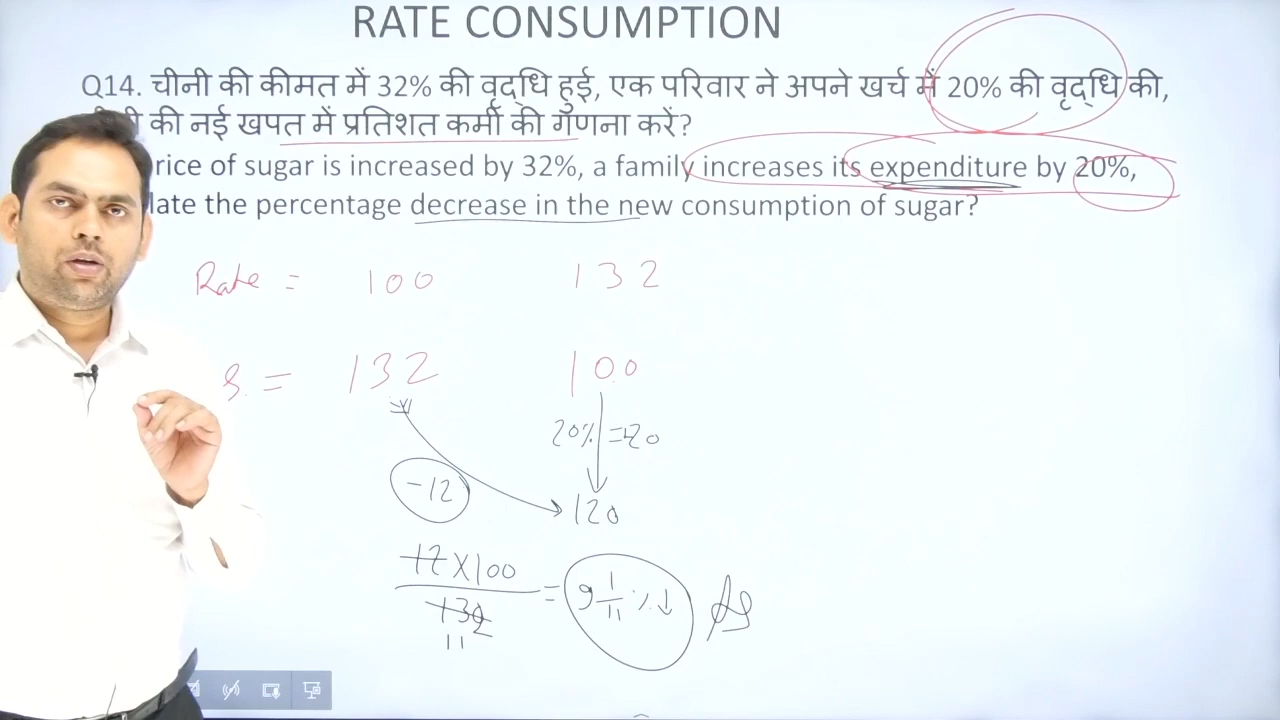 RATE CONSUMPTION
Q14. चीनी की कीमत में 32% की वृद्धि हुई, एक परिवार ने अपने खर्च में 20% की वृद्धि की,
की नई खपत में प्रतिशत कमी की गणना करें?
rice of sugar is increased by 32%, a family increases its expenditure by 20%,
late the percentage decrease in the new consumption of sugar?
Rate = 100 132
= 132 100
20% =20
-12
120
12X100
132
11
= 9 1/11 %↓